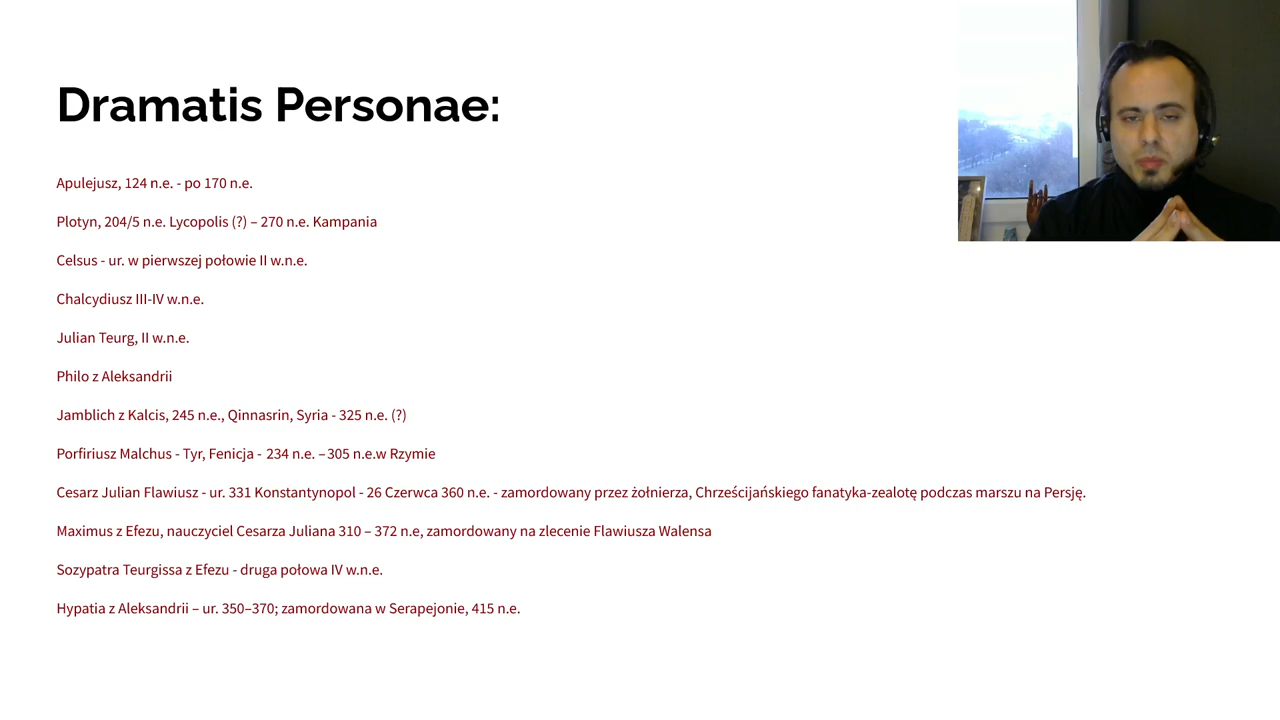 Dramatis Personae:
Apulejusz, 124 n.e. - po 170 n.e.
Plotyn, 204/5 n.e. Lycopolis (?) – 270 n.e. Kampania
Celsus - ur. w pierwszej połowie II w.n.e.
Chalcydiusz III-IV w.n.e.
Julian Teurg, II w.n.e.
Philo z Aleksandrii
Jamblich z Kalcis, 245 n.e., Qinnasrin, Syria - 325 n.e. (?)
Porfiriusz Malchus - Tyr, Fenicja - 234 n.e. –305 n.e.w Rzymie
Cesarz Julian Flawiusz - ur. 331 Konstantynopol - 26 Czerwca 360 n.e. - zamordowany przez żołnierza, Chrześcijańskiego fanatyka-zealotę podczas marszu na Persję.
Maximus z Efezu, nauczyciel Cesarza Juliana 310 – 372 n.e, zamordowany na zlecenie Flawiusza Walensa
Sozypatra Teurgissa z Efezu - druga połowa IV w.n.e.
Hypatia z Aleksandrii – ur. 350–370; zamordowana w Serapejonie, 415 n.e.